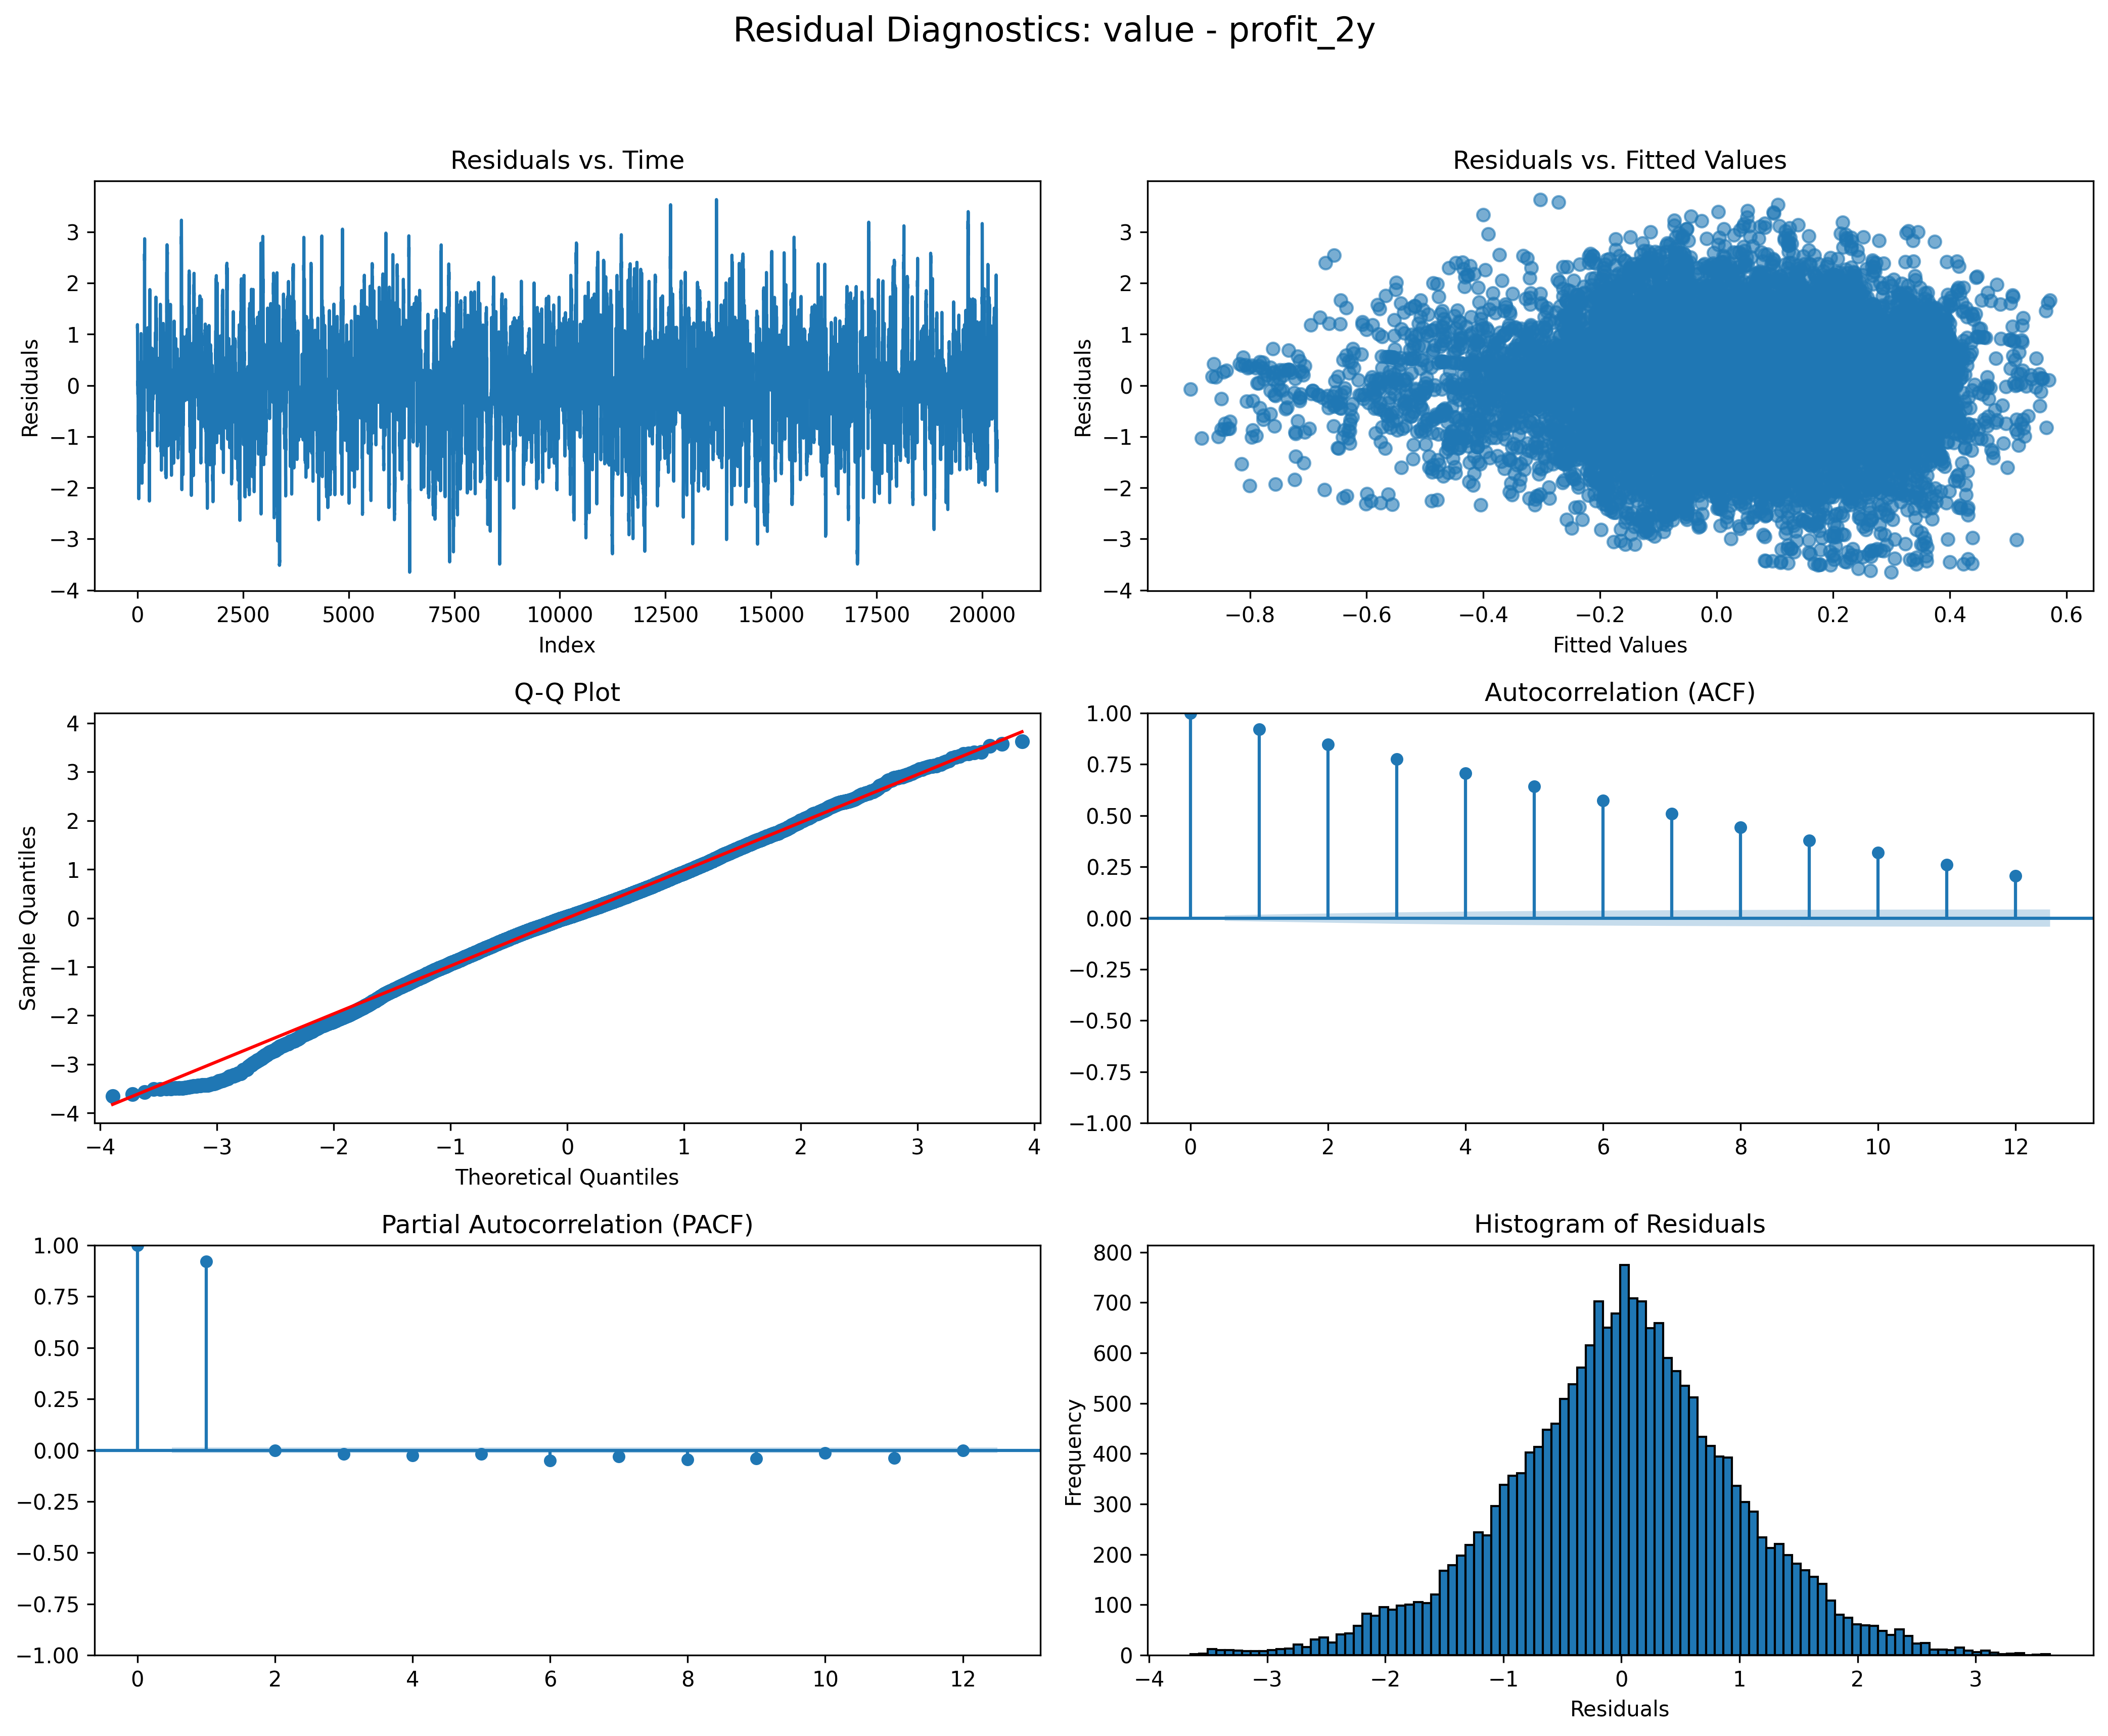 Residual Diagnostics: value - profit_2y
Residuals vs. Time
Residuals
3
2
1
0
−1
−2
−3
−4
0 2500 5000 7500 10000 12500 15000 17500 20000
Index
Residuals vs. Fitted Values
Residuals
3
2
1
0
−1
−2
−3
−4
−0.8 −0.6 −0.4 −0.2 0.0 0.2 0.4 0.6
Fitted Values
Q-Q Plot
Sample Quantiles
4
3
2
1
0
−1
−2
−3
−4
−4 −3 −2 −1 0 1 2 3 4
Theoretical Quantiles
Autocorrelation (ACF)
1.00
0.75
0.50
0.25
0.00
−0.25
−0.50
−0.75
−1.00
0 2 4 6 8 10 12
Partial Autocorrelation (PACF)
1.00
0.75
0.50
0.25
0.00
−0.25
−0.50
−0.75
−1.00
0 2 4 6 8 10 12
Histogram of Residuals
Frequency
800
700
600
500
400
300
200
100
0
−4 −3 −2 −1 0 1 2 3
Residuals